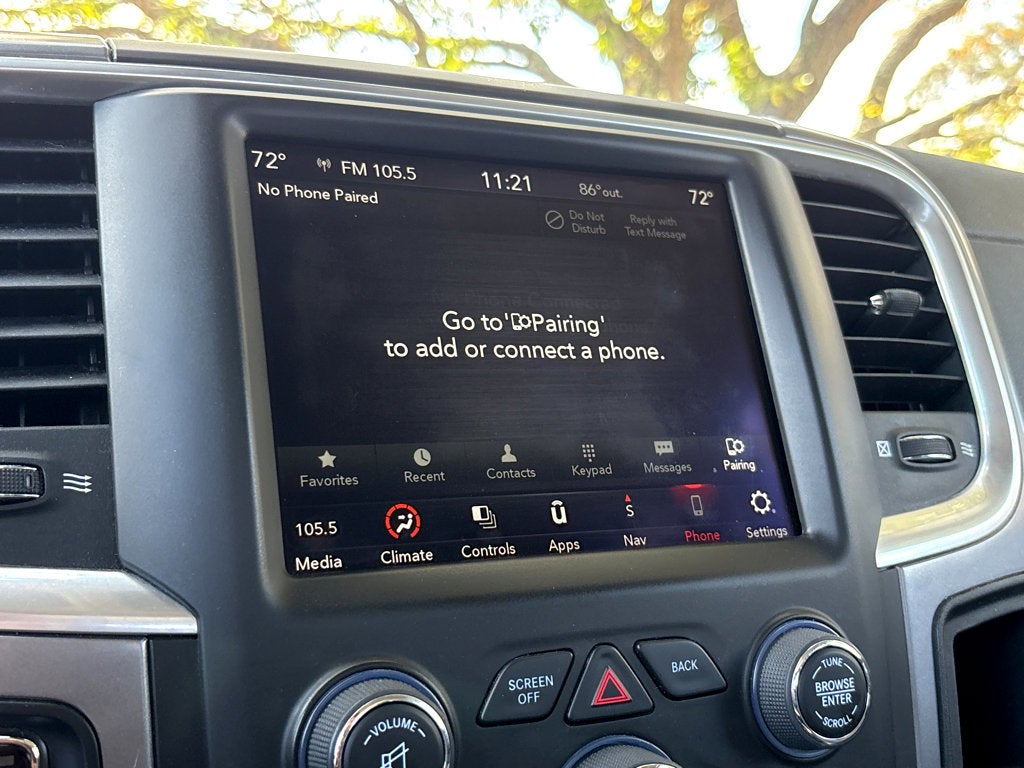 72° FM 105.5 11:21 86° out. 72°
No Phone Paired
Do Not
Disturb
Reply with
Text Message
Go to 'Pairing'
to add or connect a phone.
Favorites Recent Contacts Keypad Messages Pairing
105.5 S
Media Climate Controls Apps Nav Phone Settings
SCREEN
OFF
BACK
VOLUME
TUNE
BROWSE
ENTER
SCROLL